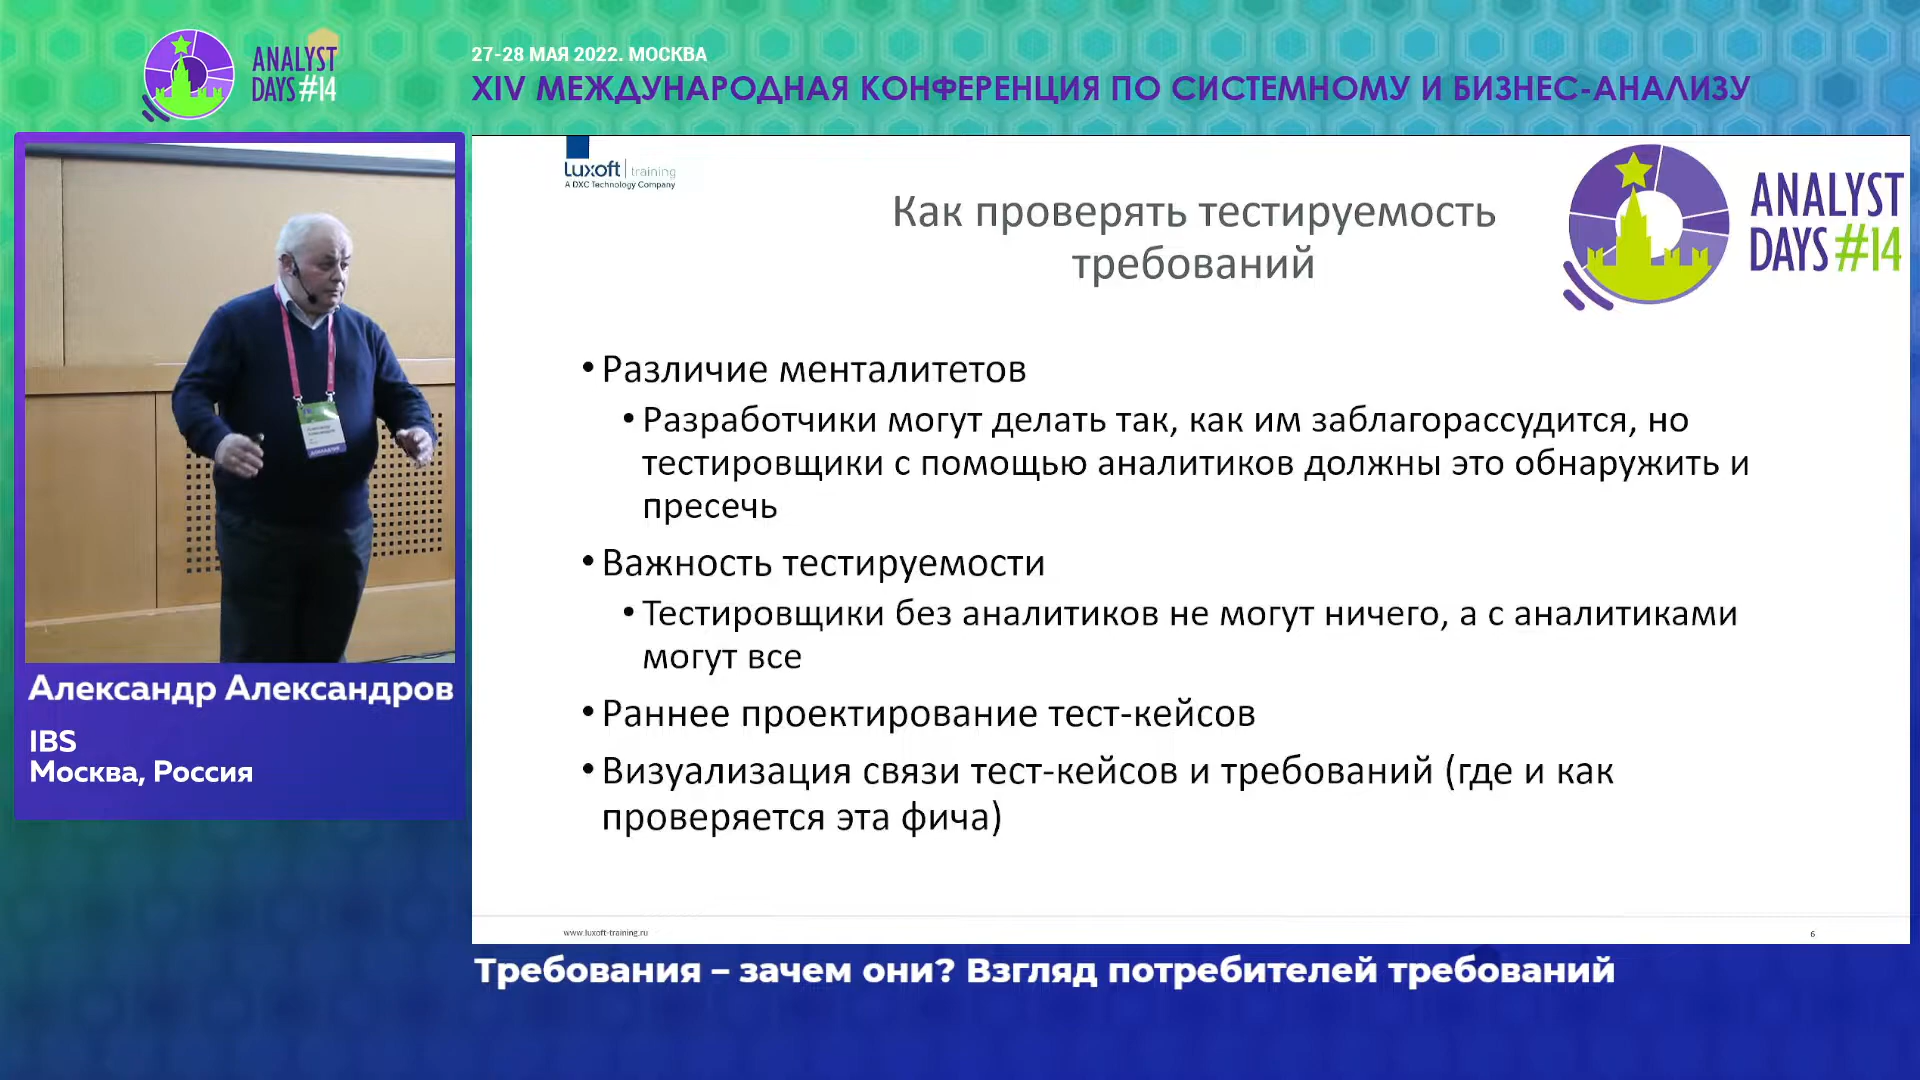 ANALYST
DAYS #14
27-28 МАЯ 2022. МОСКВА
XIV МЕЖДУНАРОДНАЯ КОНФЕРЕНЦИЯ ПО СИСТЕМНОМУ И БИЗНЕС-АНАЛИЗУ
Luxoft | training
A DXC Technology Company
ANALYST
DAYS #14
Как проверять тестируемость
требований
• Различие менталитетов
• Разработчики могут делать так, как им заблагорассудится, но
тестировщики с помощью аналитиков должны это обнаружить и
пресечь
• Важность тестируемости
• Тестировщики без аналитиков не могут ничего, а с аналитиками
могут все
• Раннее проектирование тест-кейсов
• Визуализация связи тест-кейсов и требований (где и как
проверяется эта фича)
www.luxoft-training.ru
6
Александр Александров
IBS
Москва, Россия
Требования – зачем они? Взгляд потребителей требований